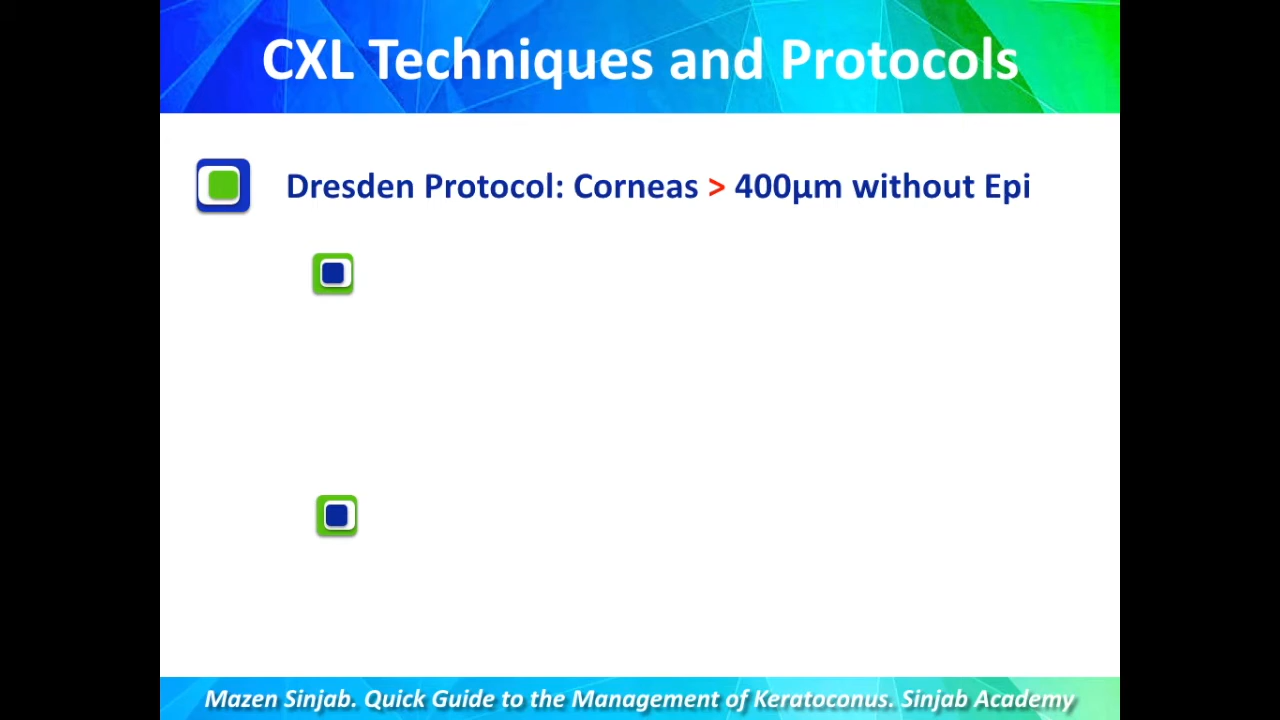 CXL Techniques and Protocols
Dresden Protocol: Corneas > 400µm without Epi
Mazen Sinjab. Quick Guide to the Management of Keratoconus. Sinjab Academy